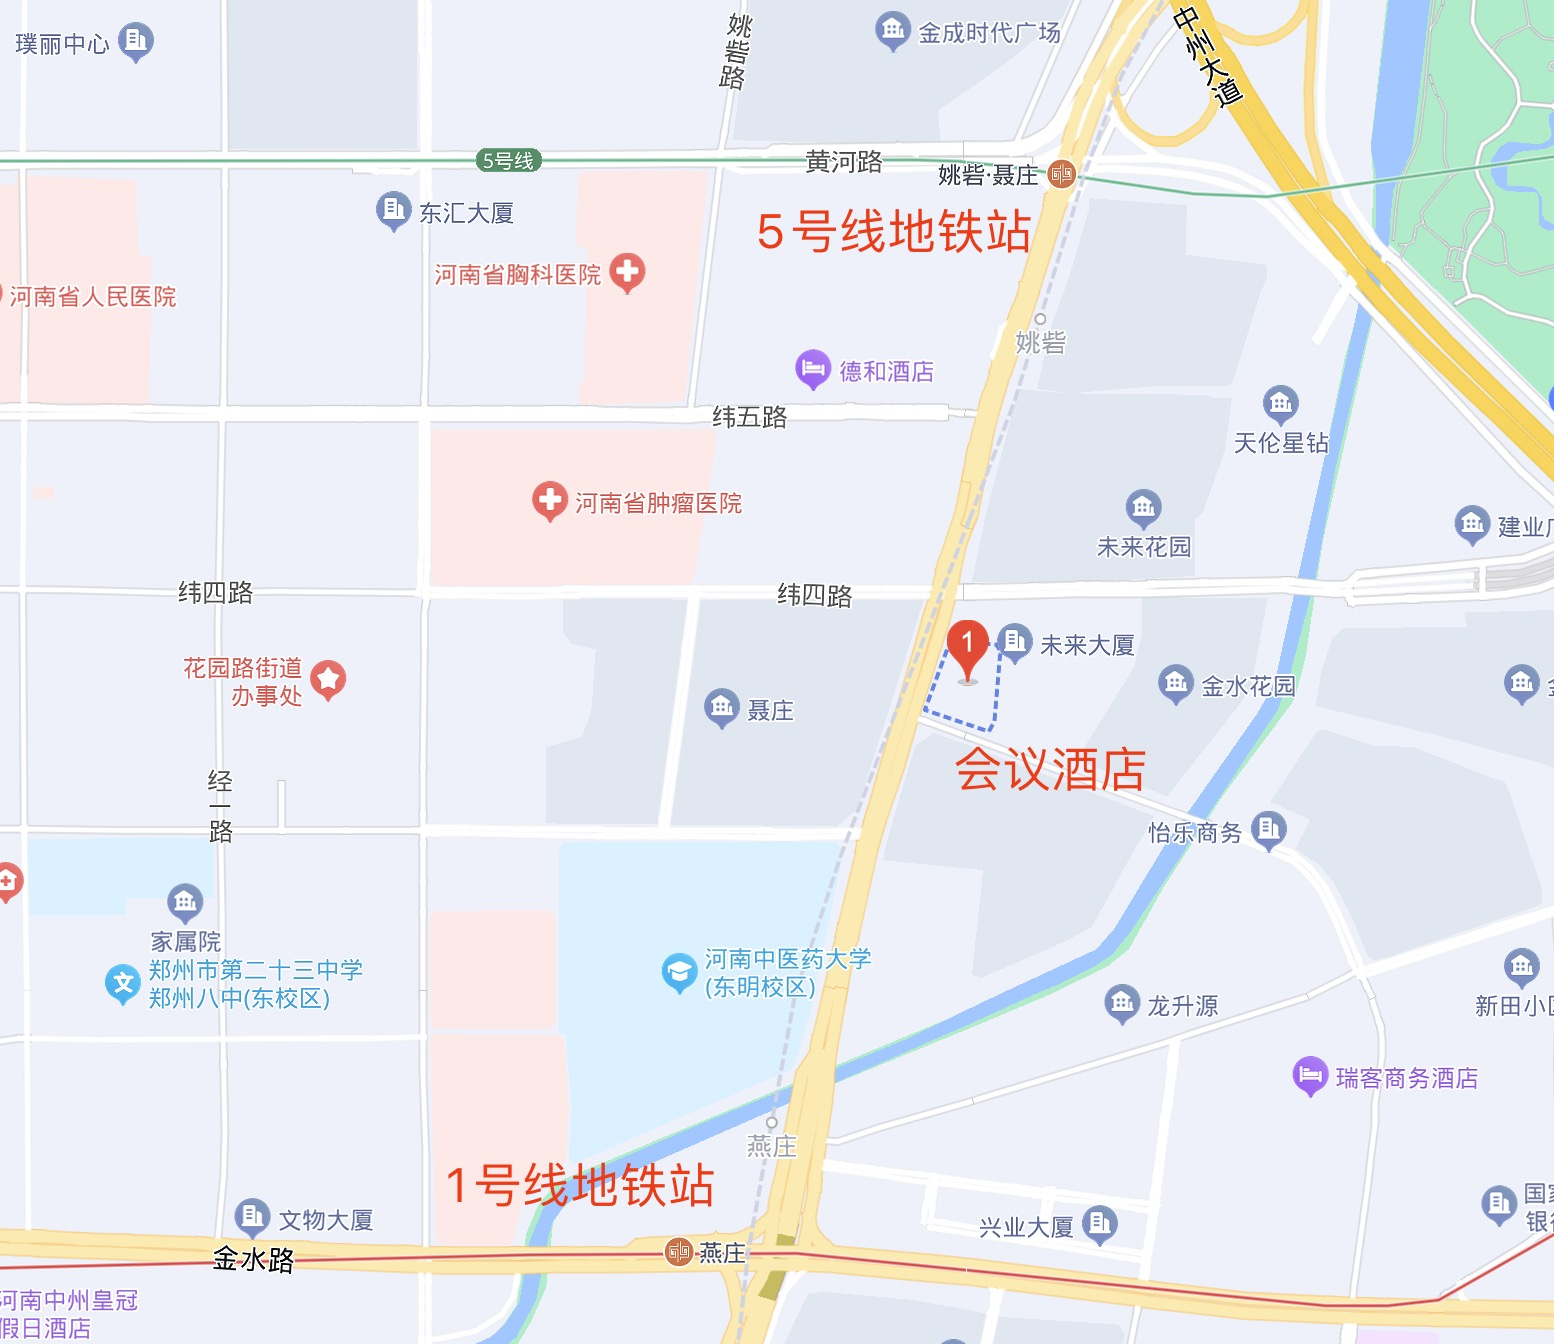 璞丽中心
姚砦路
金成时代广场
中州大道
5号线
黄河路
姚砦·聂庄
东汇大厦
5号线地铁站
河南省胸科医院
河南省人民医院
姚砦
德和酒店
纬五路
天伦星钻
河南省肿瘤医院
未来花园
建业
纬四路
纬四路
1
未来大厦
花园路街道
办事处
金水花园
聂庄
会议酒店
经一路
怡乐商务
家属院
文
郑州市第二十三中学
郑州八中(东校区)
河南中医药大学
(东明校区)
龙升源
新田小区
瑞客商务酒店
燕庄
1号线地铁站
文物大厦
兴业大厦
国家
银行
金水路
燕庄
河南中州皇冠
假日酒店